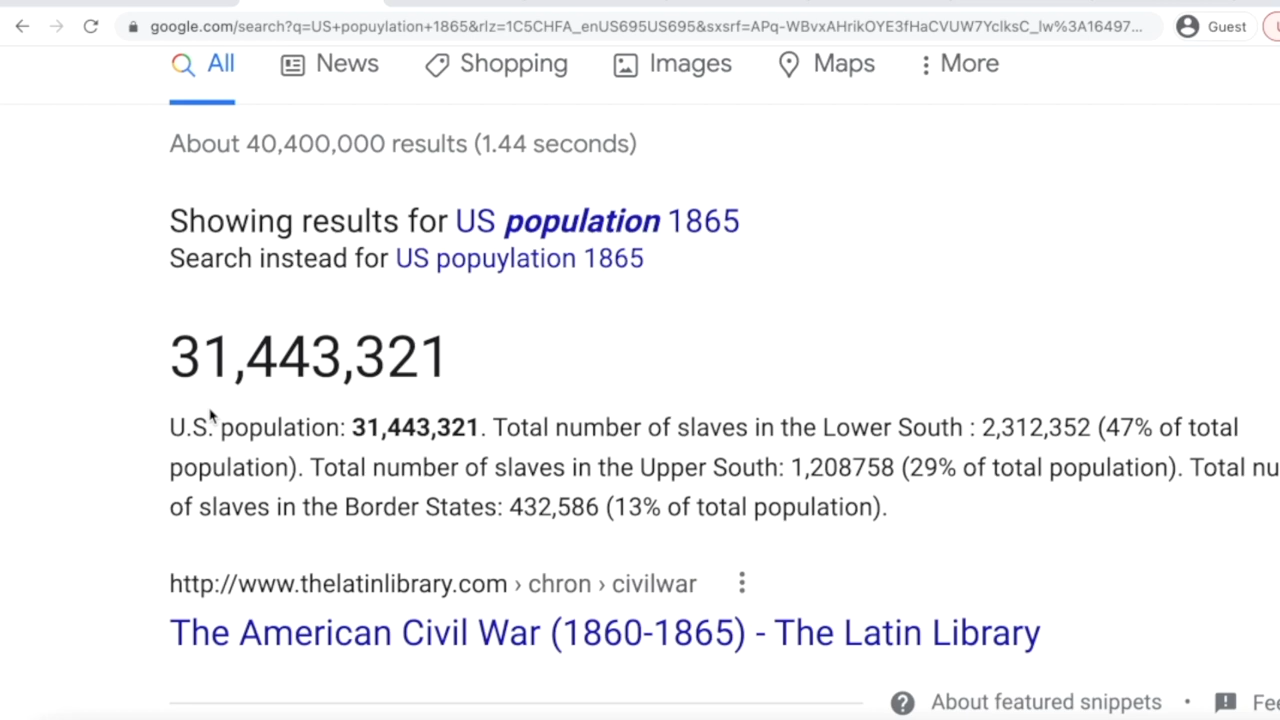 google.com/search?q=US+popuylation+1865&rlz=1C5CHFA_enUS695US695&sxsrf=APq-WBvxAHrikOYE3fHaCVUW7YclksC_lw%3A16497... Guest
All News Shopping Images Maps More
About 40,400,000 results (1.44 seconds)
Showing results for US population 1865
Search instead for US popuylation 1865
31,443,321
U.S. population: 31,443,321. Total number of slaves in the Lower South : 2,312,352 (47% of total
population). Total number of slaves in the Upper South: 1,208758 (29% of total population). Total nu
of slaves in the Border States: 432,586 (13% of total population).
http://www.thelatinlibrary.com › chron › civilwar
The American Civil War (1860-1865) - The Latin Library
About featured snippets • Fee